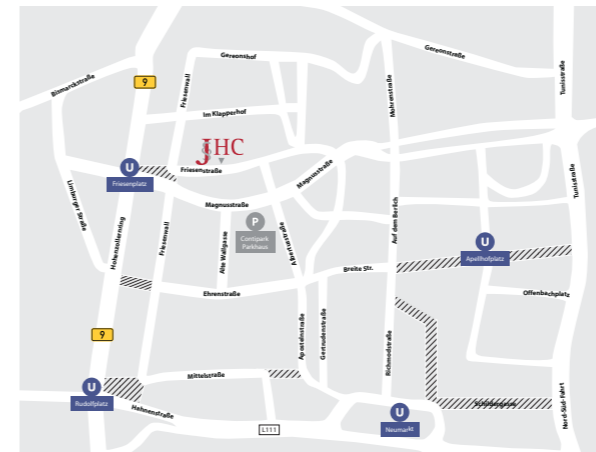 Gereonshof
Gereonstraße
Bismarckstraße
9
Friesenwall
Mohrenstraße
Tunisstraße
Im Klapperhof
JHC
U
Friesenplatz
Friesenstraße
Magnusstraße
Limburger Straße
Magnusstraße
Tunisstraße
P
Contipark
Parkhaus
Hohenzollernring
Friesenwall
Alte Wallgasse
Albertusstraße
Auf dem Berlich
U
Apellhofplatz
Breite Str.
Ehrenstraße
Offenbachplatz
9
Apostelnstraße
Gertrudenstraße
Richmodstraße
Mittelstraße
U
Rudolfplatz
Hahnenstraße
Schildergasse
Nord-Süd-Fahrt
U
Neumarkt
L111